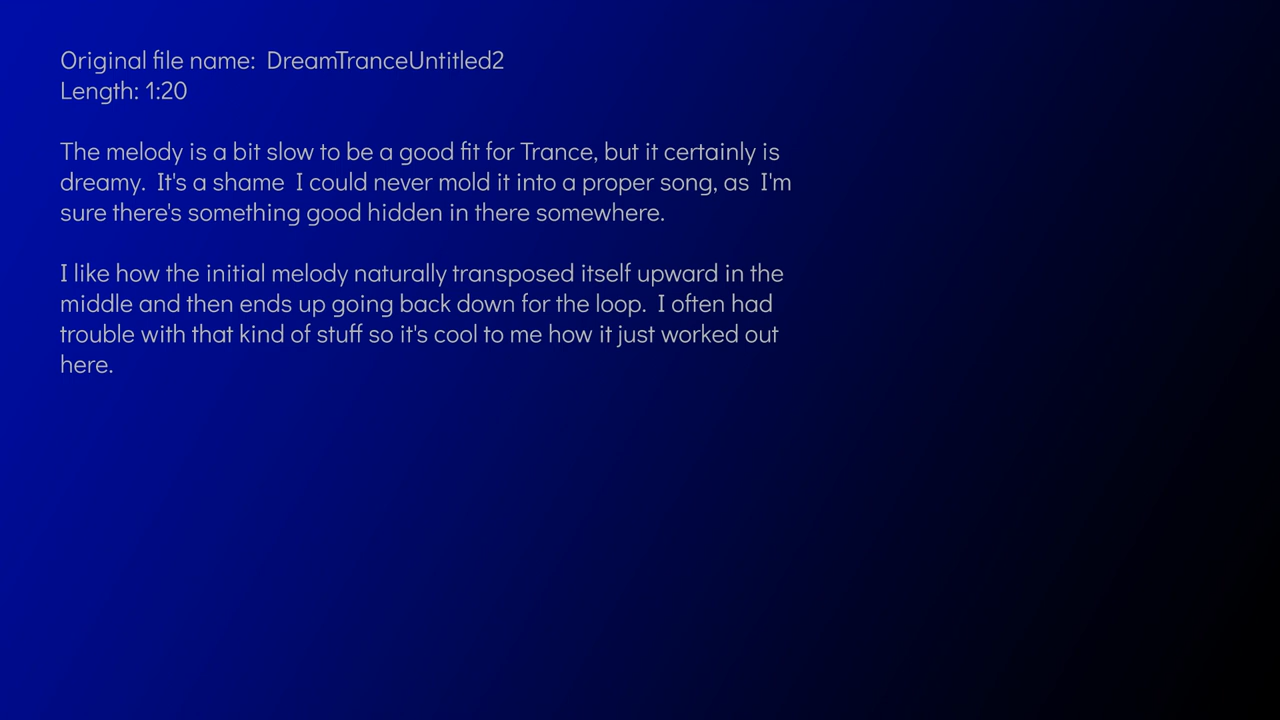 Original file name:  DreamTranceUntitled2
Length: 1:20
The melody is a bit slow to be a good fit for Trance, but it certainly is
dreamy.  It's a shame  I could never mold it into a proper song, as  I'm
sure there's something good hidden in there somewhere.
I like how the initial melody naturally transposed itself upward in the
middle and then ends up going back down for the loop.  I often had
trouble with that kind of stuff so it's cool to me how it just worked out
here.